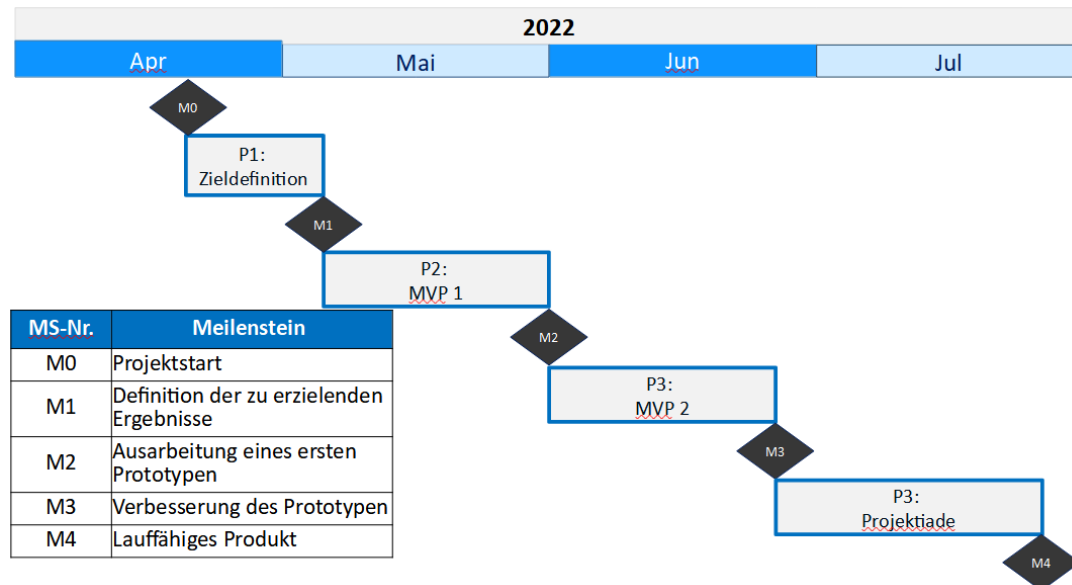 2022
Apr Mai Jun Jul
M0
P1:
Zieldefinition
M1
P2:
MVP 1
M2
P3:
MVP 2
M3
P3:
Projektiade
M4
MS-Nr. Meilenstein
M0 Projektstart
M1 Definition der zu erzielenden
Ergebnisse
M2 Ausarbeitung eines ersten
Prototypen
M3 Verbesserung des Prototypen
M4 Lauffähiges Produkt